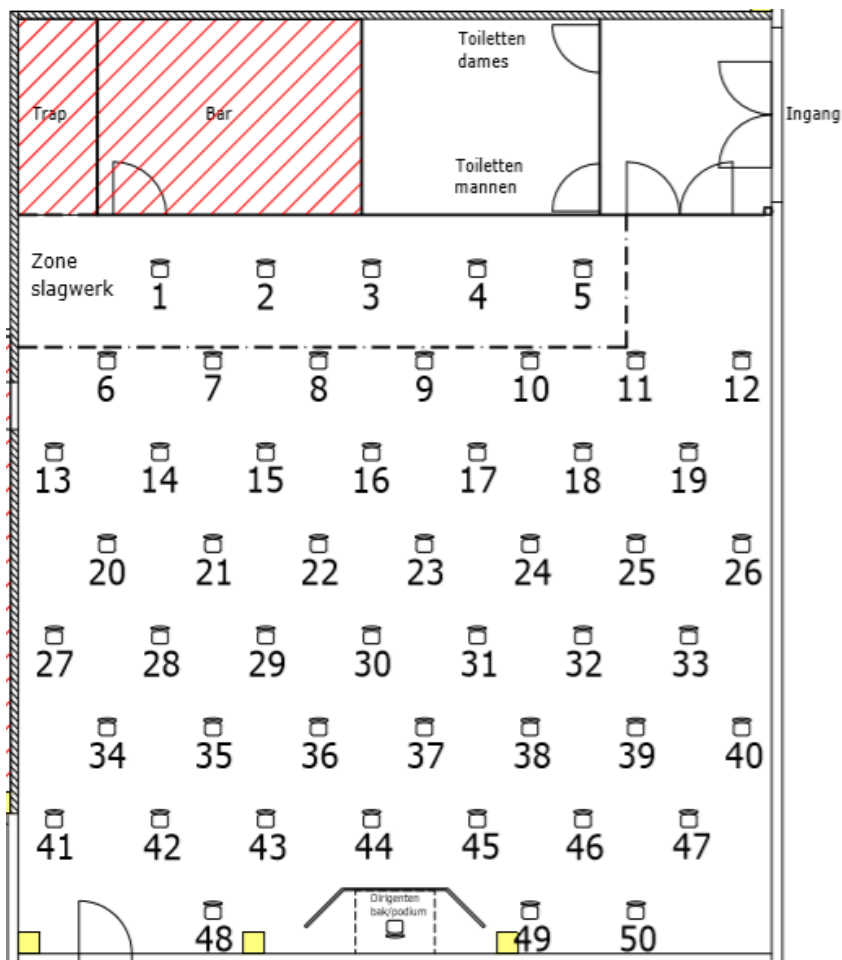 Toiletten
dames
Trap
Bar
Ingang
Toiletten
mannen
Zone
slagwerk
1 2 3 4 5
6 7 8 9 10 11 12
13 14 15 16 17 18 19
20 21 22 23 24 25 26
27 28 29 30 31 32 33
34 35 36 37 38 39 40
41 42 43 44 45 46 47
Dirigenten
bak/podium
48 49 50